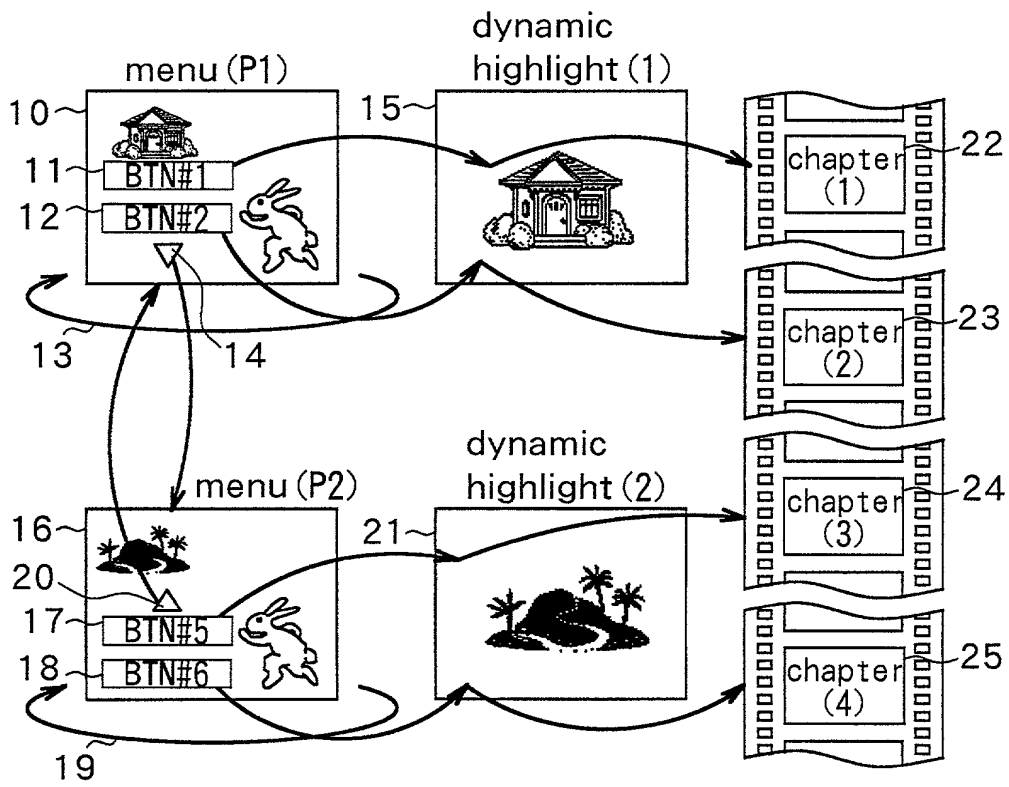 dynamic
menu (P1)
highlight (1)
10
15
22
chapter
(1)
11
BTN#1
12
BTN#2
13
14
23
chapter
(2)
dynamic
menu (P2)
highlight (2)
24
chapter
(3)
16
21
20
17
BTN#5
18
BTN#6
25
chapter
(4)
19